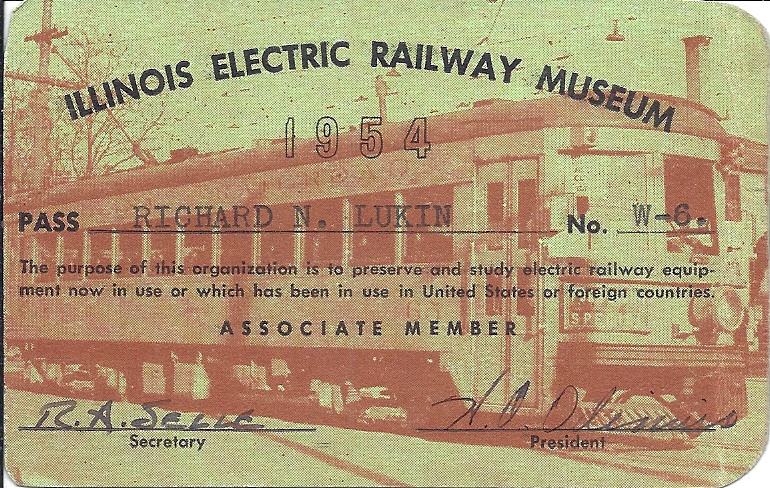 ILLINOIS ELECTRIC RAILWAY MUSEUM
1954
PASS RICHARD N. LUKIN No. W-6.
The purpose of this organization is to preserve and study electric railway equip-
ment now in use or which has been in use in United States or foreign countries.
ASSOCIATE MEMBER
R.A. SELLE
Secretary President